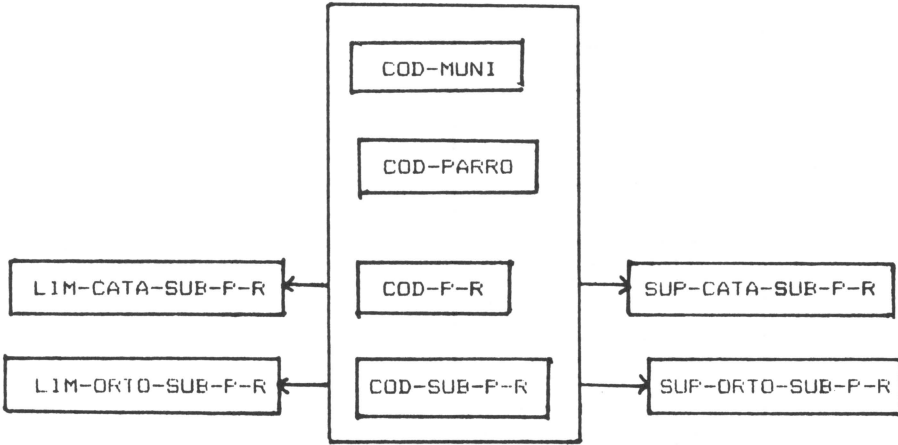 COD-MUNI
COD-PARRO
LIM-CATA-SUB-P-R
COD-P-R
SUP-CATA-SUB-P-R
LIM-ORTO-SUB-P-R
COD-SUB-P-R
SUP-ORTO-SUB-P-R